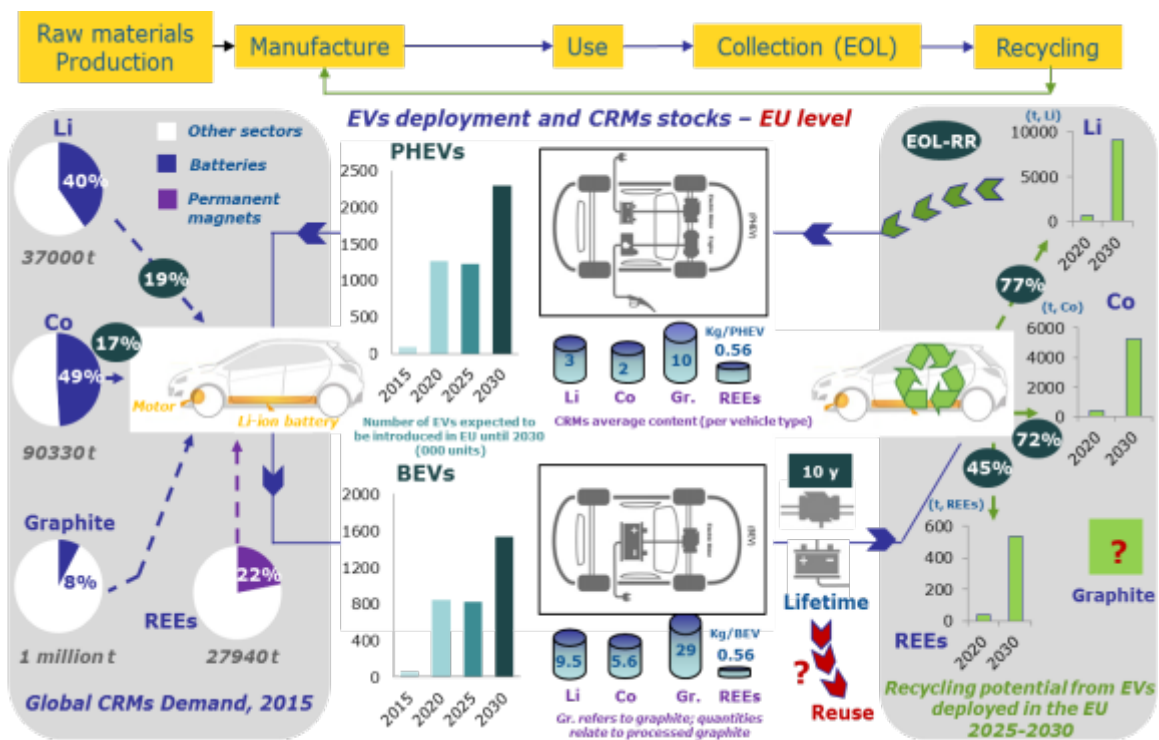 Raw materials
Production
Manufacture
Use
Collection (EOL)
Recycling
Li
40%
37000 t
Other sectors
Batteries
Permanent
magnets
19%
Co
49%
17%
90330 t
Motor
Li-ion battery
Graphite
8%
1 million t
REEs
22%
27940 t
Global CRMs Demand, 2015
EVs deployment and CRMs stocks – EU level
PHEVs
2500
2000
1500
1000
500
0
2015
2020
2025
2030
Number of EVs expected to
be introduced in EU until 2030
(000 units)
Electric Motor
Engine
(PHEV)
Kg/PHEV
3
2
10
0.56
Li
Co
Gr.
REEs
CRMs average content (per vehicle type)
BEVs
2000
1600
1200
800
400
0
2015
2020
2025
2030
Electric Motor
(BEV)
Kg/BEV
9.5
5.6
29
0.56
Li
Co
Gr.
REEs
Gr. refers to graphite; quantities
relate to processed graphite
10 y
Lifetime
?
Reuse
EOL-RR
(t, Li)
Li
10000
5000
0
2020
2030
77%
(t, Co)
Co
6000
4000
2000
0
2020
2030
72%
45%
(t, REEs)
600
400
200
0
2020
2030
REEs
?
Graphite
Recycling potential from EVs
deployed in the EU
2025-2030